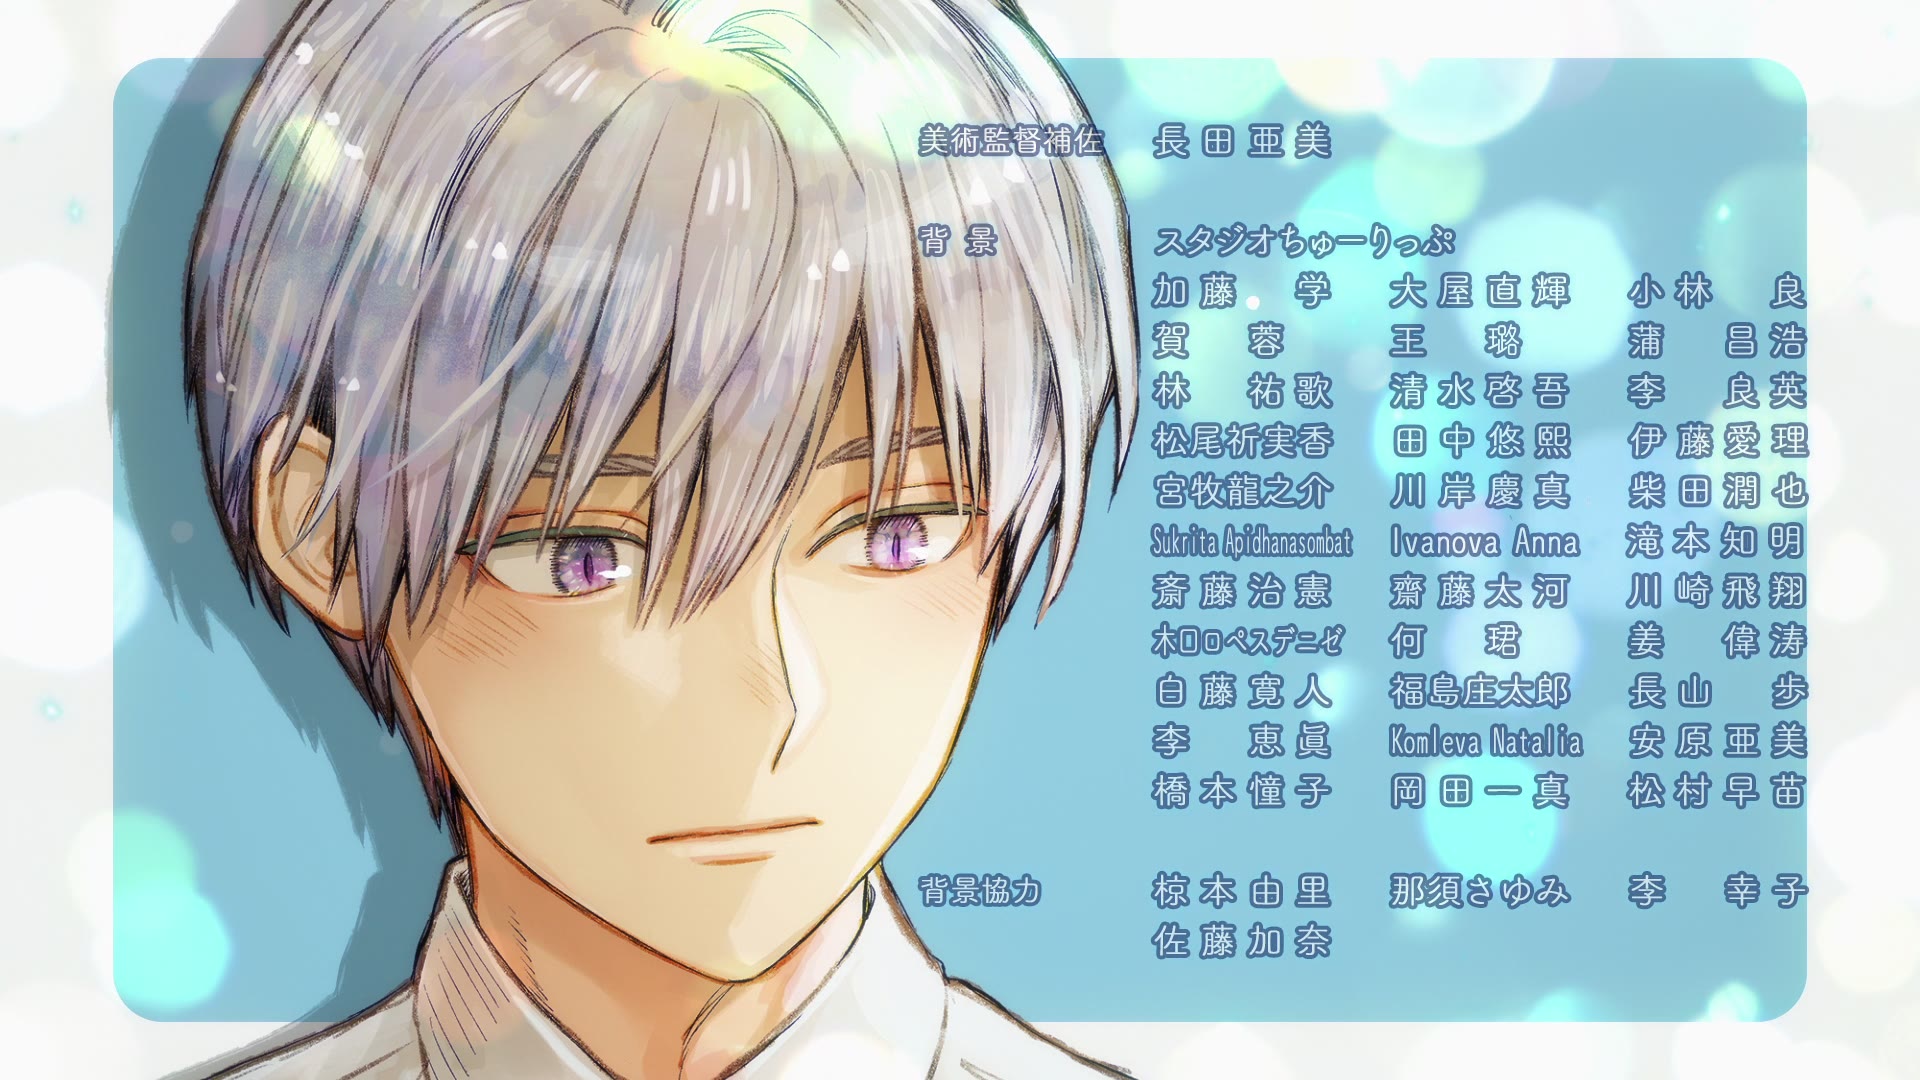 美術監督補佐 長田亜美
背景 スタジオちゅーりっぷ
加藤 学 大屋直輝 小林 良
賀 蓉 王 璐 蒲 昌浩
林 祐歌 清水啓吾 李 良英
松尾祈実香 田中悠熙 伊藤愛理
宮牧龍之介 川岸慶真 柴田潤也
Sukrita Apidhanasombat Ivanova Anna 滝本知明
斎藤治憲 齋藤太河 川崎飛翔
木口ロペスデニゼ 何 珺 姜 偉涛
白藤寛人 福島庄太郎 長山 歩
李 恵眞 Komleva Natalia 安原亜美
橋本憧子 岡田一真 松村早苗
背景協力 椋本由里 那須さゆみ 李 幸子
佐藤加奈